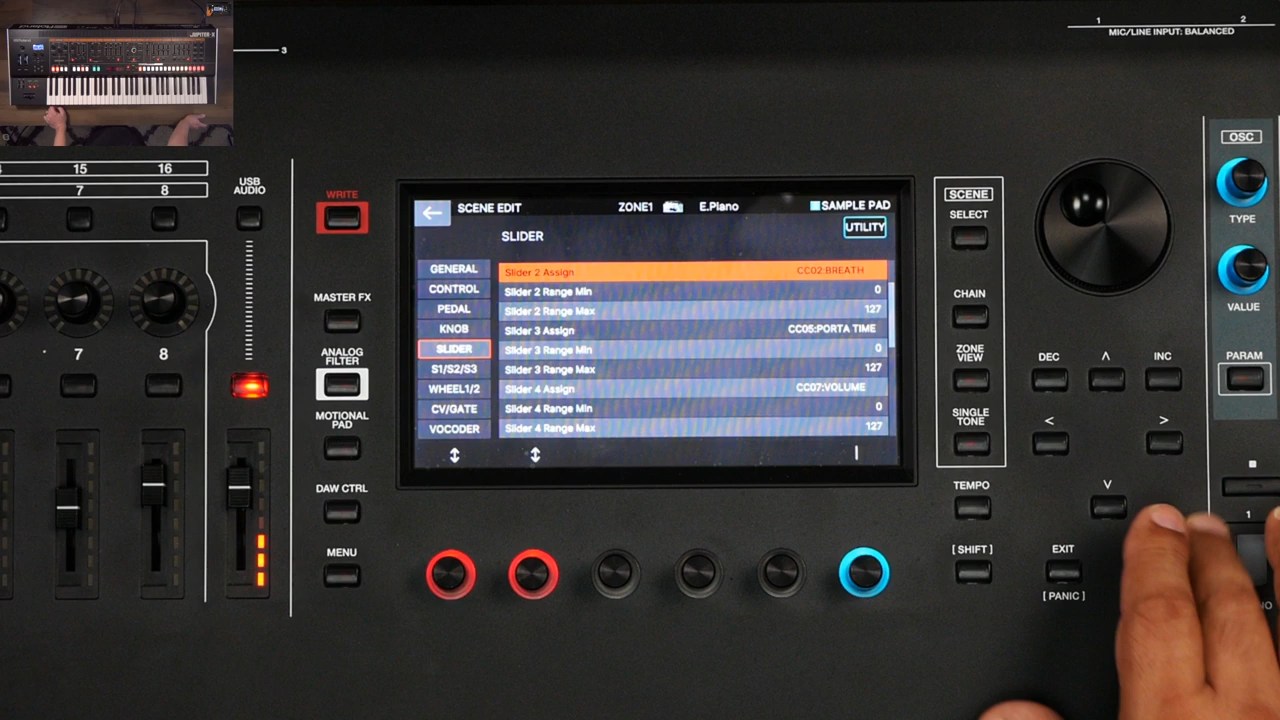 JUPITER-X
3
1
2
MIC/LINE INPUT: BALANCED
15
16
7
8
USB
AUDIO
7
8
WRITE
MASTER FX
ANALOG
FILTER
MOTIONAL
PAD
DAW CTRL
MENU
SCENE EDIT
ZONE1
E.Piano
SAMPLE PAD
SLIDER
UTILITY
GENERAL
CONTROL
PEDAL
KNOB
SLIDER
S1/S2/S3
WHEEL1/2
CV/GATE
VOCODER
Slider 2 Assign CC02:BREATH
Slider 2 Range Min 0
Slider 2 Range Max 127
Slider 3 Assign CC05:PORTA TIME
Slider 3 Range Min 0
Slider 3 Range Max 127
Slider 4 Assign CC07:VOLUME
Slider 4 Range Min 0
Slider 4 Range Max 127
SCENE
SELECT
CHAIN
ZONE
VIEW
SINGLE
TONE
TEMPO
[SHIFT]
DEC
INC
EXIT
[PANIC]
OSC
TYPE
VALUE
PARAM
1